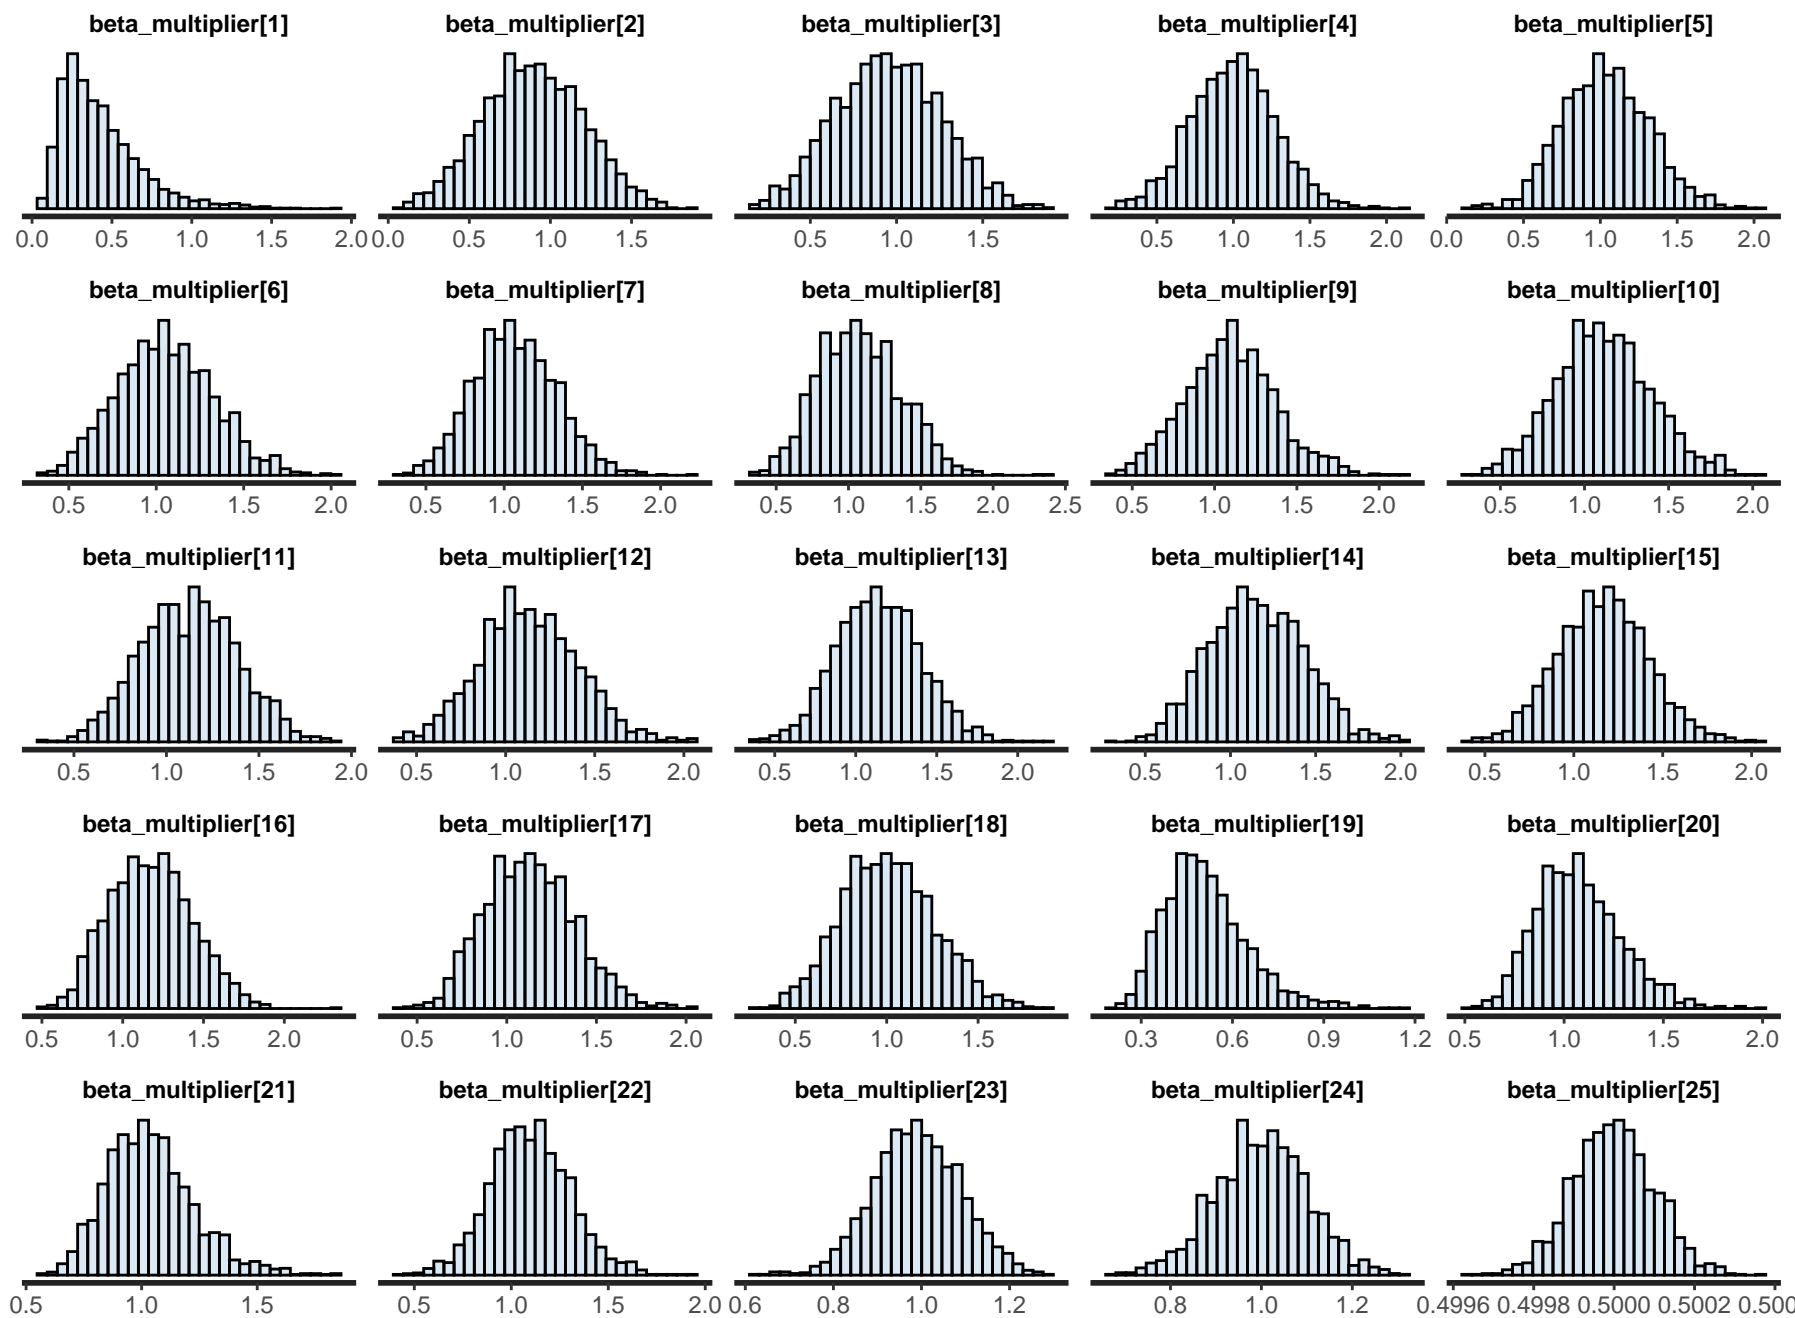 beta_multiplier[1] beta_multiplier[2] beta_multiplier[3] beta_multiplier[4] beta_multiplier[5]
0.0 0.5 1.0 1.5 2.0 0.0 0.5 1.0 1.5 0.5 1.0 1.5 0.5 1.0 1.5 2.0 0.0 0.5 1.0 1.5 2.0
beta_multiplier[6] beta_multiplier[7] beta_multiplier[8] beta_multiplier[9] beta_multiplier[10]
0.5 1.0 1.5 2.0 0.5 1.0 1.5 2.0 0.5 1.0 1.5 2.0 2.5 0.5 1.0 1.5 2.0 0.5 1.0 1.5 2.0
beta_multiplier[11] beta_multiplier[12] beta_multiplier[13] beta_multiplier[14] beta_multiplier[15]
0.5 1.0 1.5 2.0 0.5 1.0 1.5 2.0 0.5 1.0 1.5 2.0 0.5 1.0 1.5 2.0 0.5 1.0 1.5 2.0
beta_multiplier[16] beta_multiplier[17] beta_multiplier[18] beta_multiplier[19] beta_multiplier[20]
0.5 1.0 1.5 2.0 0.5 1.0 1.5 2.0 0.5 1.0 1.5 0.3 0.6 0.9 1.2 0.5 1.0 1.5 2.0
beta_multiplier[21] beta_multiplier[22] beta_multiplier[23] beta_multiplier[24] beta_multiplier[25]
0.5 1.0 1.5 0.5 1.0 1.5 2.0 0.6 0.8 1.0 1.2 0.8 1.0 1.2 0.4996 0.4998 0.5000 0.5002 0.500